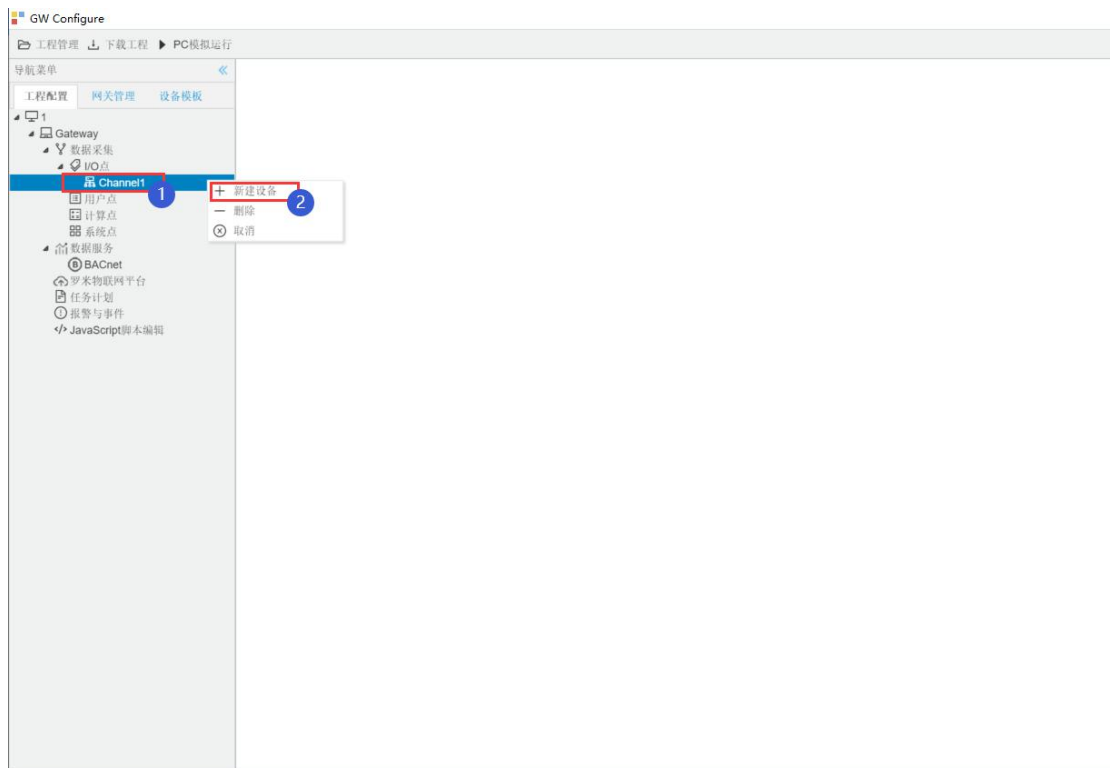 GW Configure
工程管理 下载工程 PC模拟运行
导航菜单
工程配置 网关管理 设备模板
1
Gateway
数据采集
I/O点
Channel1
1
新建设备
2
用户点
删除
计算点
取消
系统点
数据服务
B BACnet
罗米物联网平台
任务计划
报警与事件
</> JavaScript脚本编辑